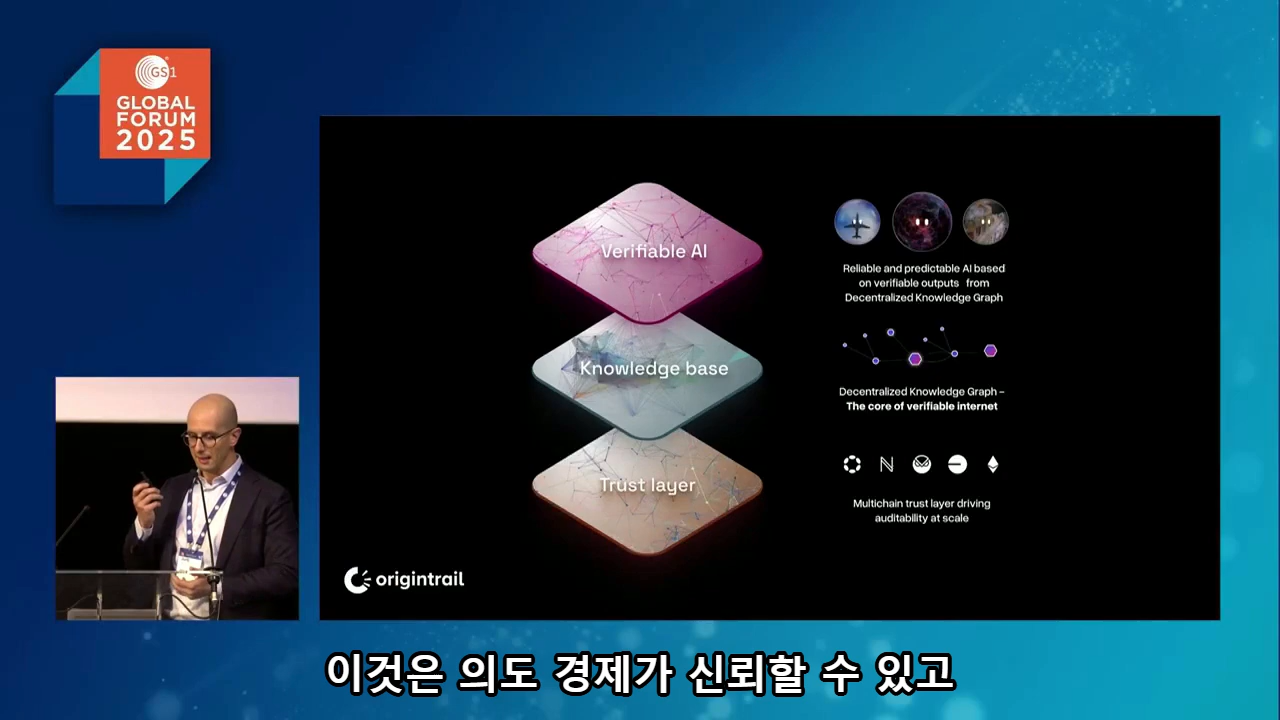 GS1
GLOBAL
FORUM
2025
Verifiable AI
Reliable and predictable AI based
on verifiable outputs from
Decentralized Knowledge Graph
Knowledge base
Decentralized Knowledge Graph –
The core of verifiable internet
Trust layer
Multichain trust layer driving
auditability at scale
origintrail
이것은 의도 경제가 신뢰할 수 있고